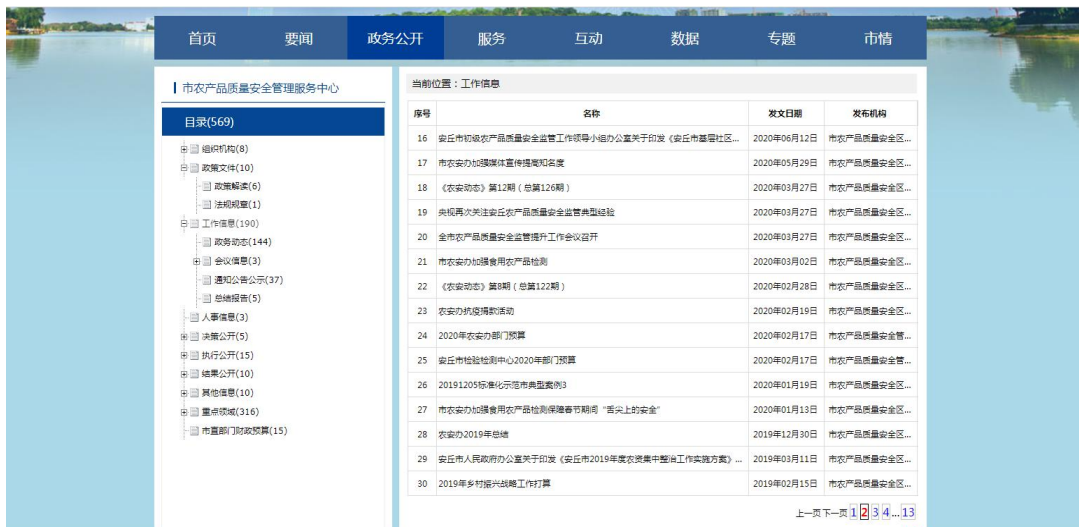 首页 要闻 政务公开 服务 互动 数据 专题 市情
市农产品质量安全管理服务中心
目录(569)
组织机构(8)
政策文件(10)
政策解读(6)
法规规章(1)
工作信息(190)
政务动态(144)
会议信息(3)
通知公告公示(37)
总结报告(5)
人事信息(3)
决策公开(5)
执行公开(15)
结果公开(10)
其他信息(10)
重点领域(316)
市直部门财政预算(15)
当前位置：工作信息
序号 名称 发文日期 发布机构
16 安丘市初级农产品质量安全监管工作领导小组办公室关于印发《安丘市基层社区... 2020年06月12日 市农产品质量安全区...
17 市农安办加强媒体宣传提高知名度 2020年05月29日 市农产品质量安全区...
18 《农安动态》第12期（总第126期） 2020年03月27日 市农产品质量安全区...
19 央视再次关注安丘农产品质量安全监管典型经验 2020年03月27日 市农产品质量安全区...
20 全市农产品质量安全监管提升工作会议召开 2020年03月27日 市农产品质量安全区...
21 市农安办加强食用农产品检测 2020年03月02日 市农产品质量安全区...
22 《农安动态》第8期（总第122期） 2020年02月28日 市农产品质量安全区...
23 农安办抗疫捐款活动 2020年02月19日 市农产品质量安全区...
24 2020年农安办部门预算 2020年02月17日 市农产品质量安全管...
25 安丘市检验检测中心2020年部门预算 2020年02月17日 市农产品质量安全管...
26 20191205标准化示范市典型案例3 2020年01月19日 市农产品质量安全区...
27 市农安办加强食用农产品检测保障春节期间“舌尖上的安全” 2020年01月13日 市农产品质量安全区...
28 农安办2019年总结 2019年12月30日 市农产品质量安全区...
29 安丘市人民政府办公室关于印发《安丘市2019年度农资集中整治工作实施方案》... 2019年03月11日 市农产品质量安全区...
30 2019年乡村振兴战略工作打算 2019年02月15日 市农产品质量安全区...
上一页 下一页 1 2 3 4 ... 13